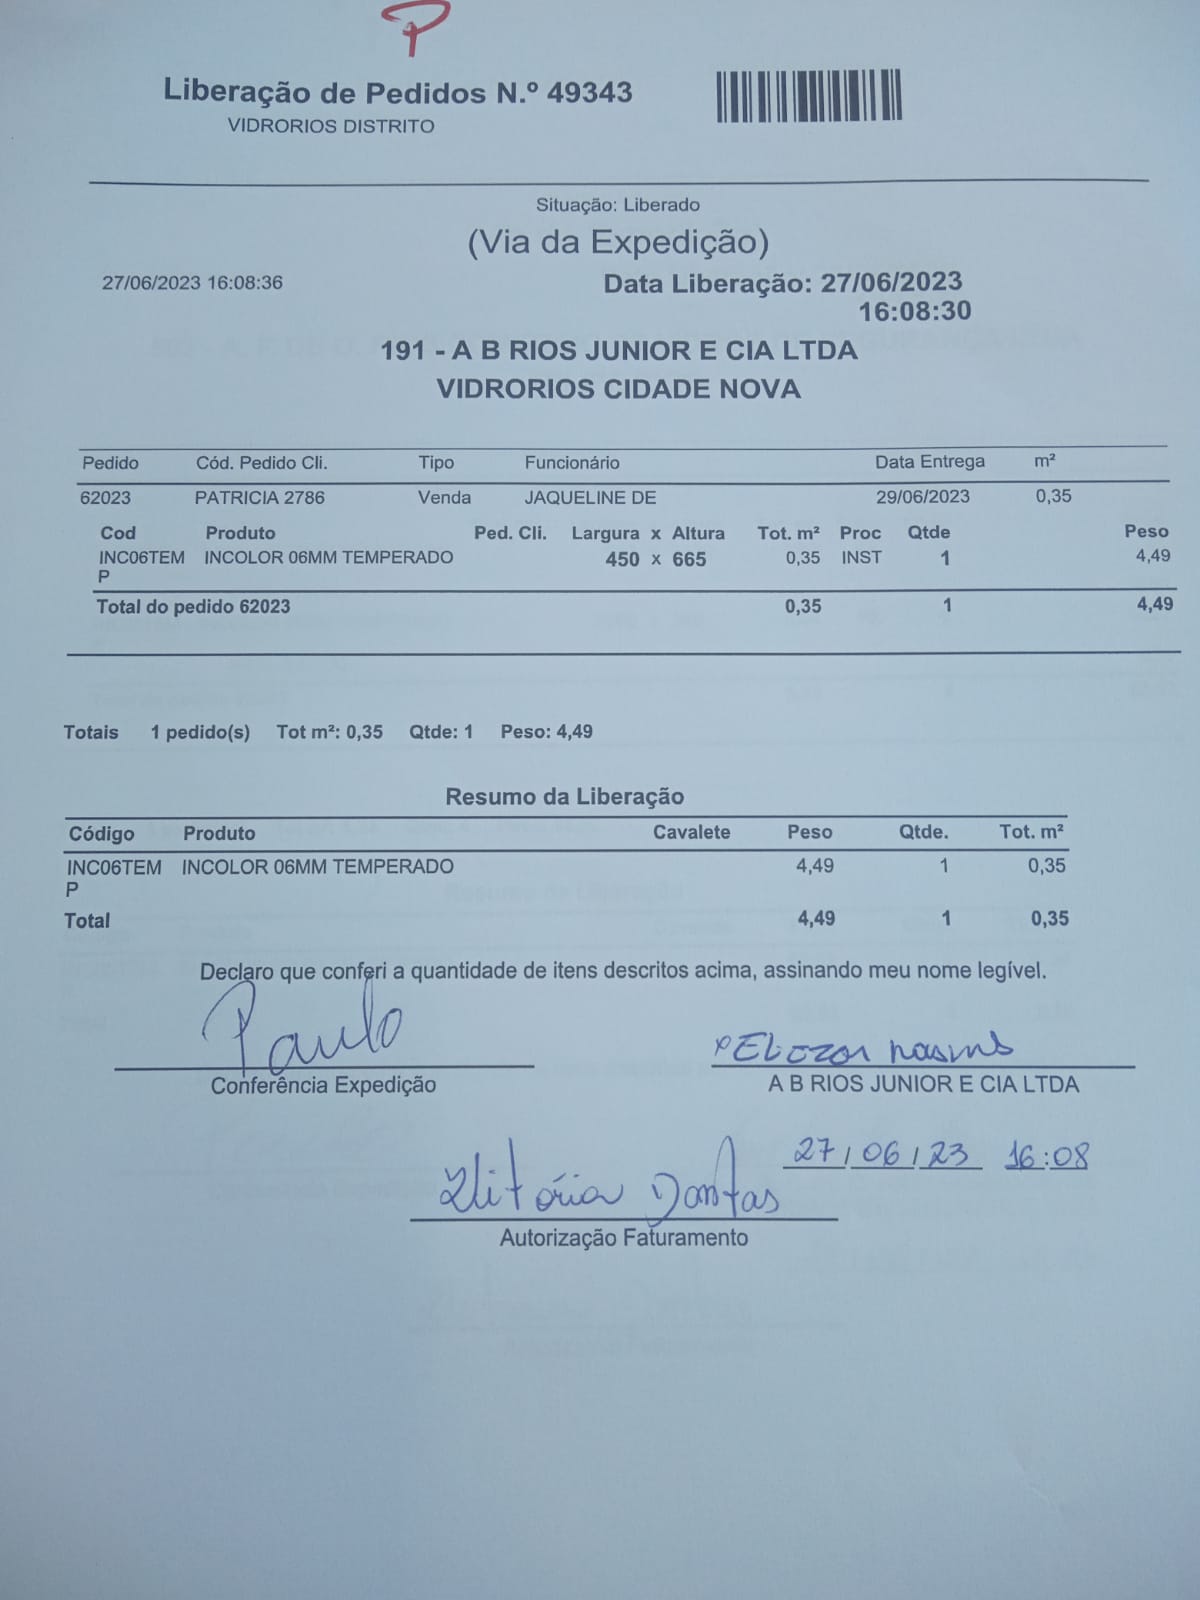 P
Liberação de Pedidos N.º 49343
VIDRORIOS DISTRITO
Situação: Liberado
(Via da Expedição)
27/06/2023 16:08:36 Data Liberação: 27/06/2023
16:08:30
191 - A B RIOS JUNIOR E CIA LTDA
VIDRORIOS CIDADE NOVA
Pedido Cód. Pedido Cli. Tipo Funcionário Data Entrega m²
62023 PATRICIA 2786 Venda JAQUELINE DE 29/06/2023 0,35
Cod Produto Ped. Cli. Largura x Altura Tot. m² Proc Qtde Peso
INC06TEM INCOLOR 06MM TEMPERADO 450 x 665 0,35 INST 1 4,49
P
Total do pedido 62023 0,35 1 4,49
Totais 1 pedido(s) Tot m²: 0,35 Qtde: 1 Peso: 4,49
Resumo da Liberação
Código Produto Cavalete Peso Qtde. Tot. m²
INC06TEM INCOLOR 06MM TEMPERADO 4,49 1 0,35
P
Total 4,49 1 0,35
Declaro que conferi a quantidade de itens descritos acima, assinando meu nome legível.
Paulo
Conferência Expedição A B RIOS JUNIOR E CIA LTDA
27/06/23 16:08
Dantas
Autorização Faturamento